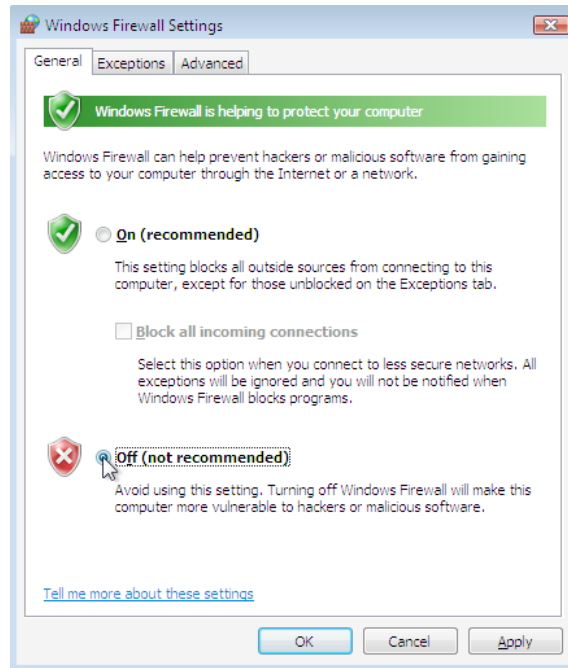 Windows Firewall Settings
General Exceptions Advanced
Windows Firewall is helping to protect your computer
Windows Firewall can help prevent hackers or malicious software from gaining
access to your computer through the Internet or a network.
On (recommended)
This setting blocks all outside sources from connecting to this
computer, except for those unblocked on the Exceptions tab.
Block all incoming connections
Select this option when you connect to less secure networks. All
exceptions will be ignored and you will not be notified when
Windows Firewall blocks programs.
Off (not recommended)
Avoid using this setting. Turning off Windows Firewall will make this
computer more vulnerable to hackers or malicious software.
Tell me more about these settings
OK Cancel Apply